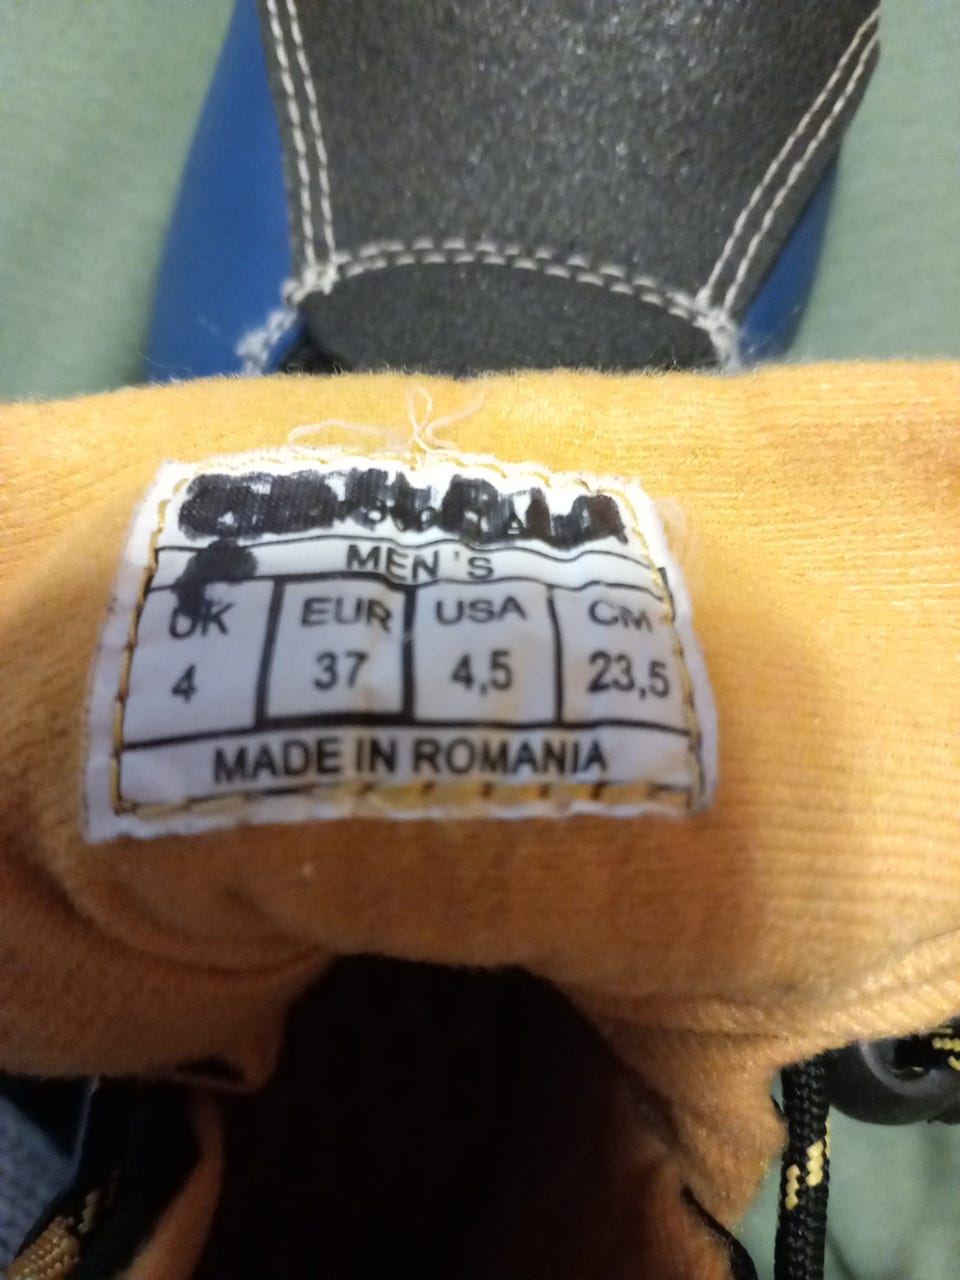 MEN'S
UK EUR USA CM
4 37 4,5 23,5
MADE IN ROMANIA